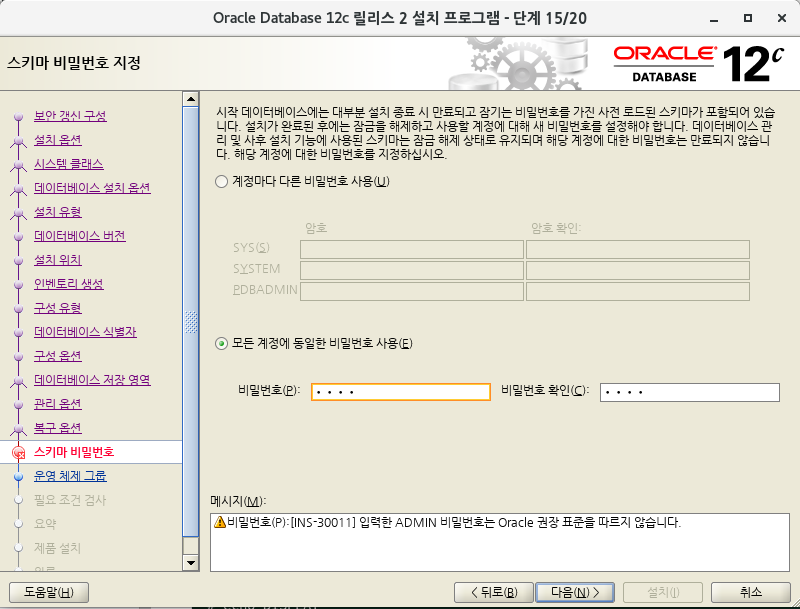 Oracle Database 12c 릴리스 2 설치 프로그램 - 단계 15/20
스키마 비밀번호 지정
ORACLE
DATABASE
12c
보안 갱신 구성
설치 옵션
시스템 클래스
데이터베이스 설치 옵션
설치 유형
데이터베이스 버전
설치 위치
인벤토리 생성
구성 유형
데이터베이스 식별자
구성 옵션
데이터베이스 저장 영역
관리 옵션
복구 옵션
스키마 비밀번호
운영 체제 그룹
필요 조건 검사
요약
제품 설치
시작 데이터베이스에는 대부분 설치 종료 시 만료되고 잠기는 비밀번호를 가진 사전 로드된 스키마가 포함되어 있습
니다. 설치가 완료된 후에는 잠금을 해제하고 사용할 계정에 대해 새 비밀번호를 설정해야 합니다. 데이터베이스 관
리 및 사후 설치 기능에 사용된 스키마는 잠금 해제 상태로 유지되며 해당 계정에 대한 비밀번호는 만료되지 않습니
다. 해당 계정에 대한 비밀번호를 지정하십시오.
계정마다 다른 비밀번호 사용(U)
암호 암호 확인:
SYS(S)
SYSTEM
PDBADMIN
모든 계정에 동일한 비밀번호 사용(E)
비밀번호(P): •••• 비밀번호 확인(C): ••••
메시지(M):
비밀번호(P):[INS-30011] 입력한 ADMIN 비밀번호는 Oracle 권장 표준을 따르지 않습니다.
도움말(H) < 뒤로(B) 다음(N) > 설치(I) 취소